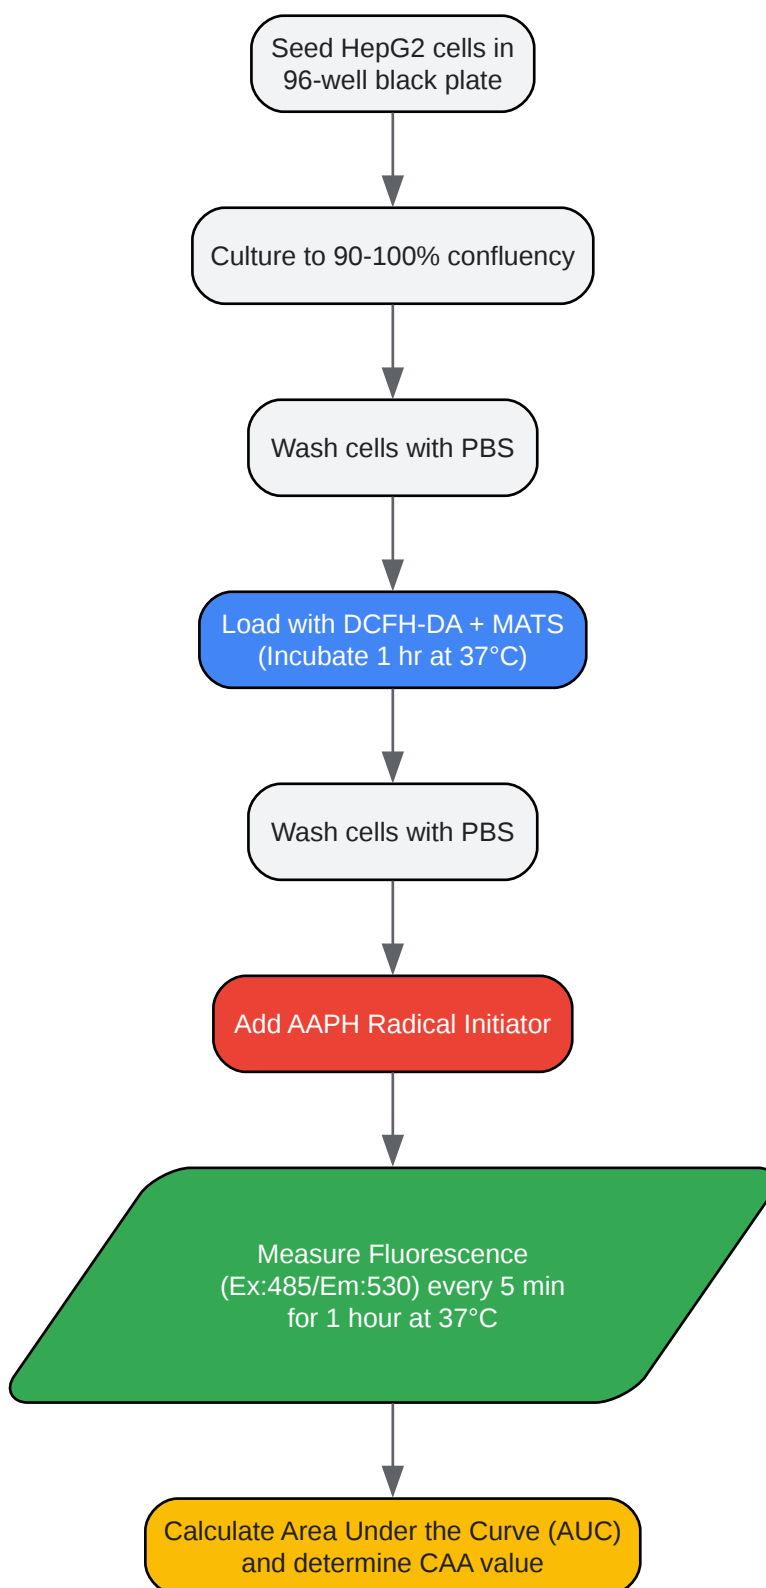 Seed HepG2 cells in
96-well black plate
Culture to 90-100% confluency
Wash cells with PBS
Load with DCFH-DA + MATS
(Incubate 1 hr at 37°C)
Wash cells with PBS
Add AAPH Radical Initiator
Measure Fluorescence
(Ex:485/Em:530) every 5 min
for 1 hour at 37°C
Calculate Area Under the Curve (AUC)
and determine CAA value